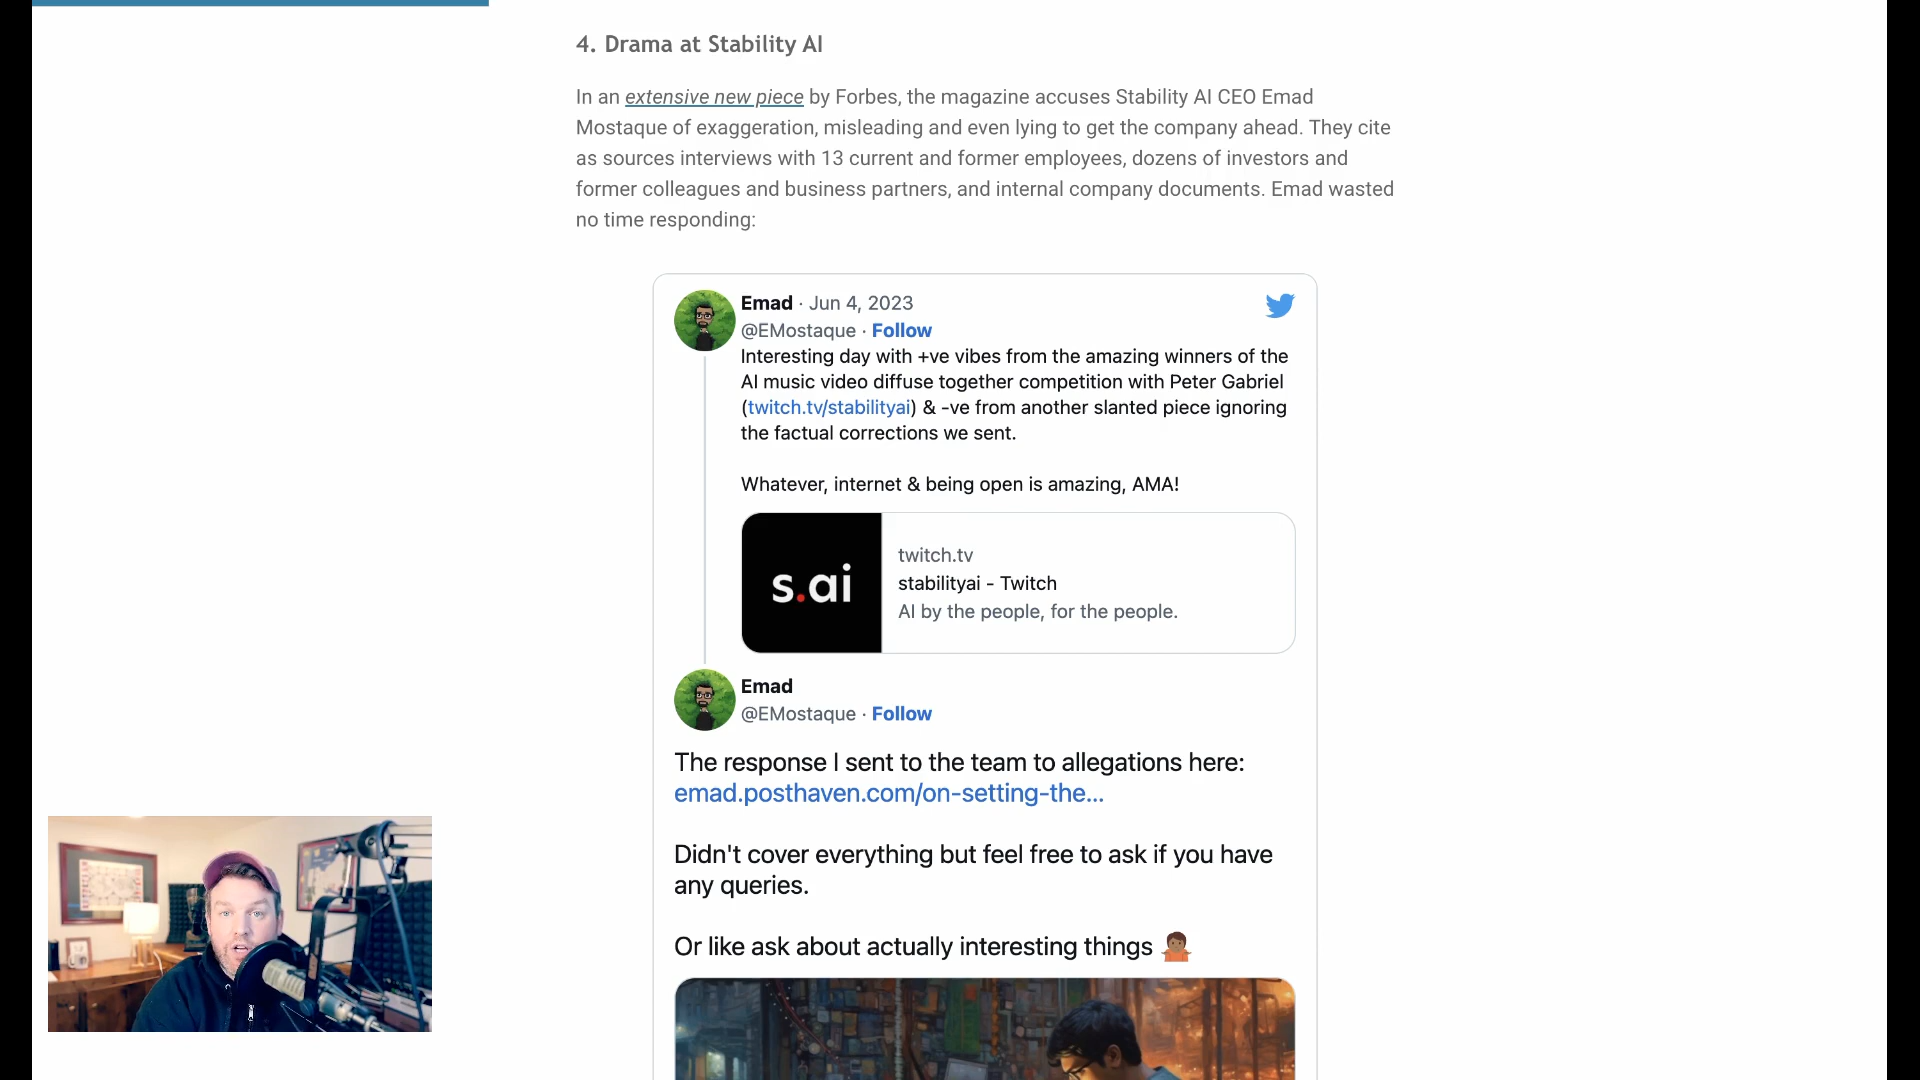 4. Drama at Stability AI
In an extensive new piece by Forbes, the magazine accuses Stability AI CEO Emad
Mostaque of exaggeration, misleading and even lying to get the company ahead. They cite
as sources interviews with 13 current and former employees, dozens of investors and
former colleagues and business partners, and internal company documents. Emad wasted
no time responding:
Emad · Jun 4, 2023
@EMostaque · Follow
Interesting day with +ve vibes from the amazing winners of the
AI music video diffuse together competition with Peter Gabriel
(twitch.tv/stabilityai) & -ve from another slanted piece ignoring
the factual corrections we sent.
Whatever, internet & being open is amazing, AMA!
s.ai
twitch.tv
stabilityai - Twitch
AI by the people, for the people.
Emad
@EMostaque · Follow
The response I sent to the team to allegations here:
emad.posthaven.com/on-setting-the...
Didn't cover everything but feel free to ask if you have
any queries.
Or like ask about actually interesting things 🤷🏽‍♂️